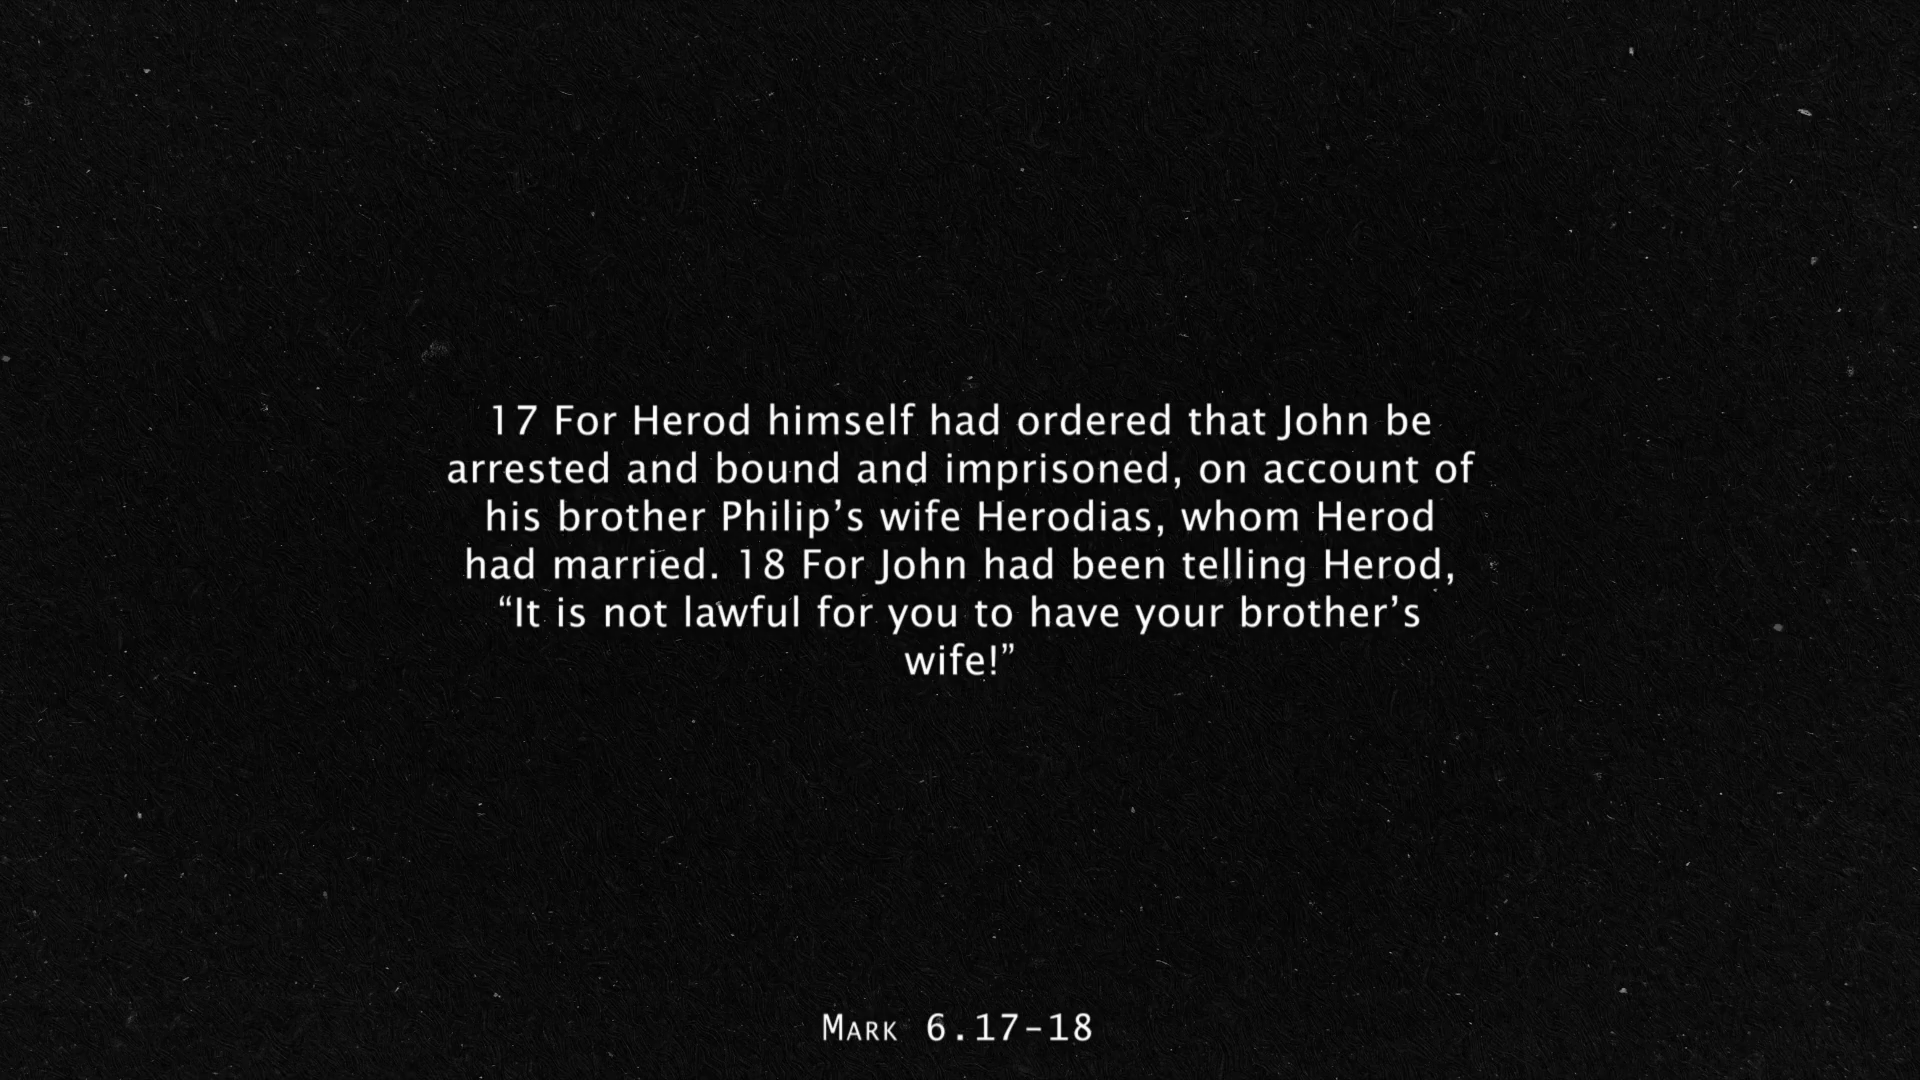 17 For Herod himself had ordered that John be
arrested and bound and imprisoned, on account of
his brother Philip’s wife Herodias, whom Herod
had married. 18 For John had been telling Herod,
“It is not lawful for you to have your brother’s
wife!”
Mark 6.17-18